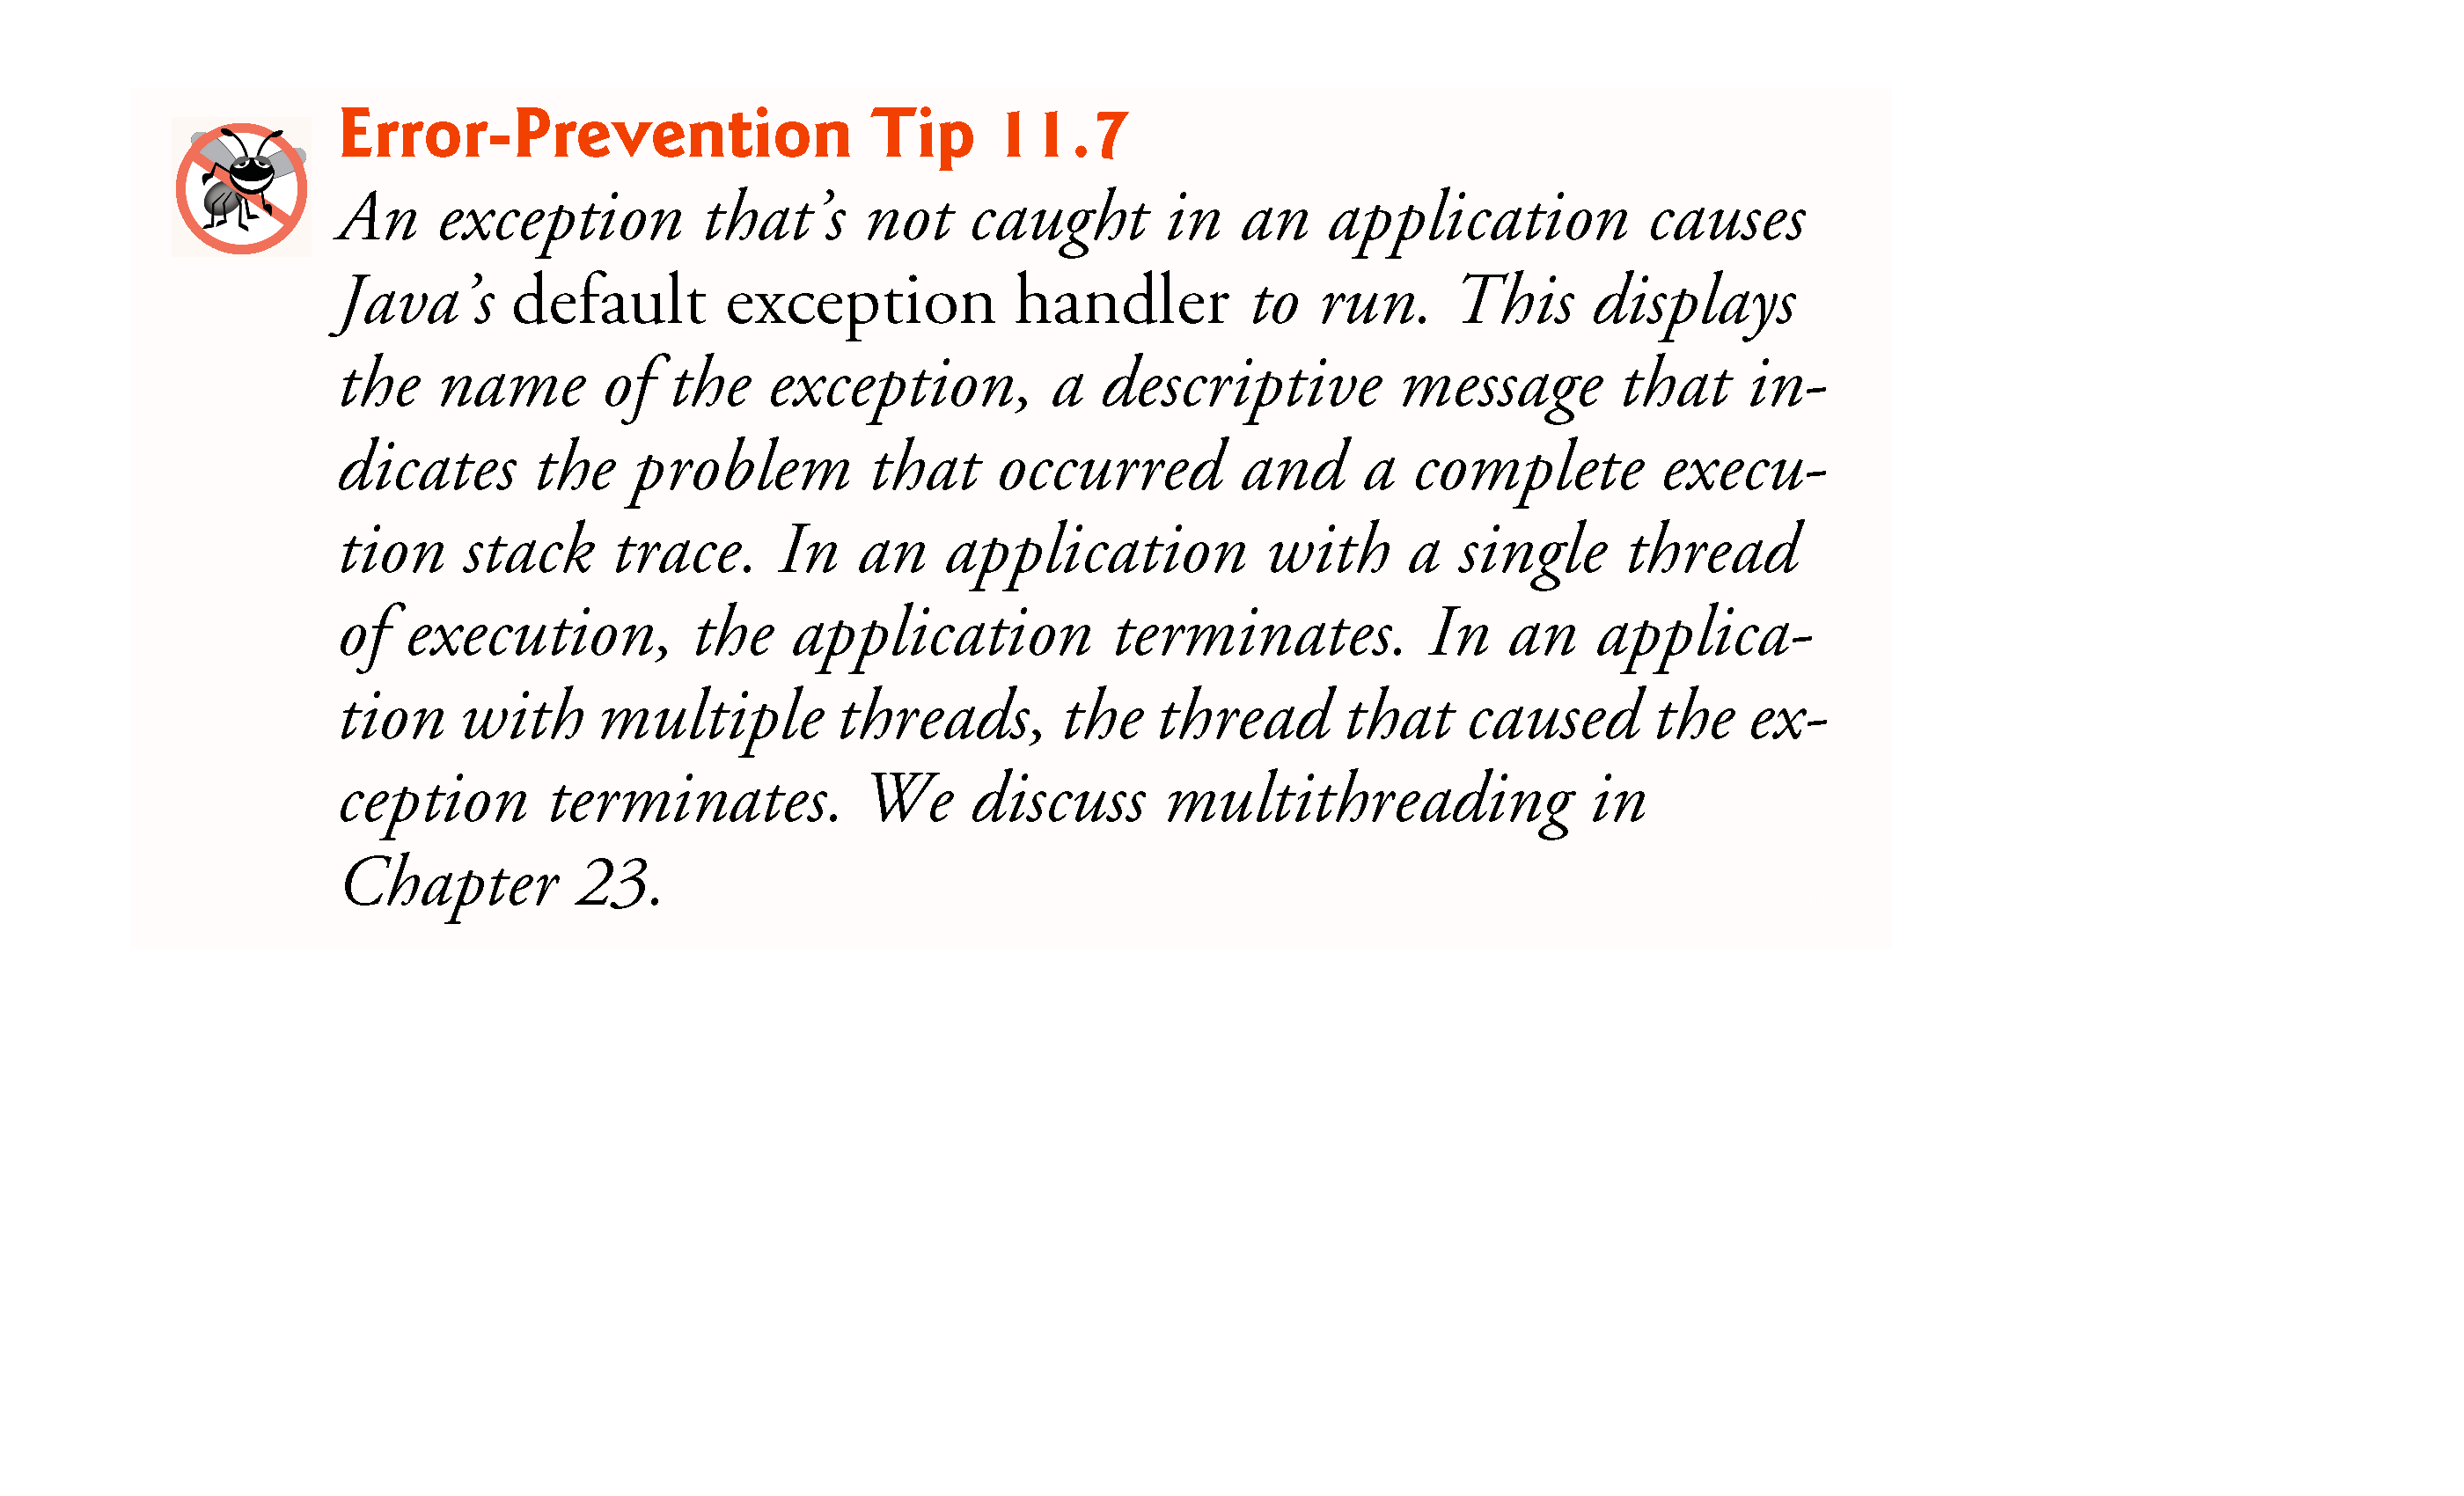 Error-Prevention Tip 11.7
An exception that’s not caught in an application causes
Java’s default exception handler to run. This displays
the name of the exception, a descriptive message that in-
dicates the problem that occurred and a complete execu-
tion stack trace. In an application with a single thread
of execution, the application terminates. In an applica-
tion with multiple threads, the thread that caused the ex-
ception terminates. We discuss multithreading in
Chapter 23.